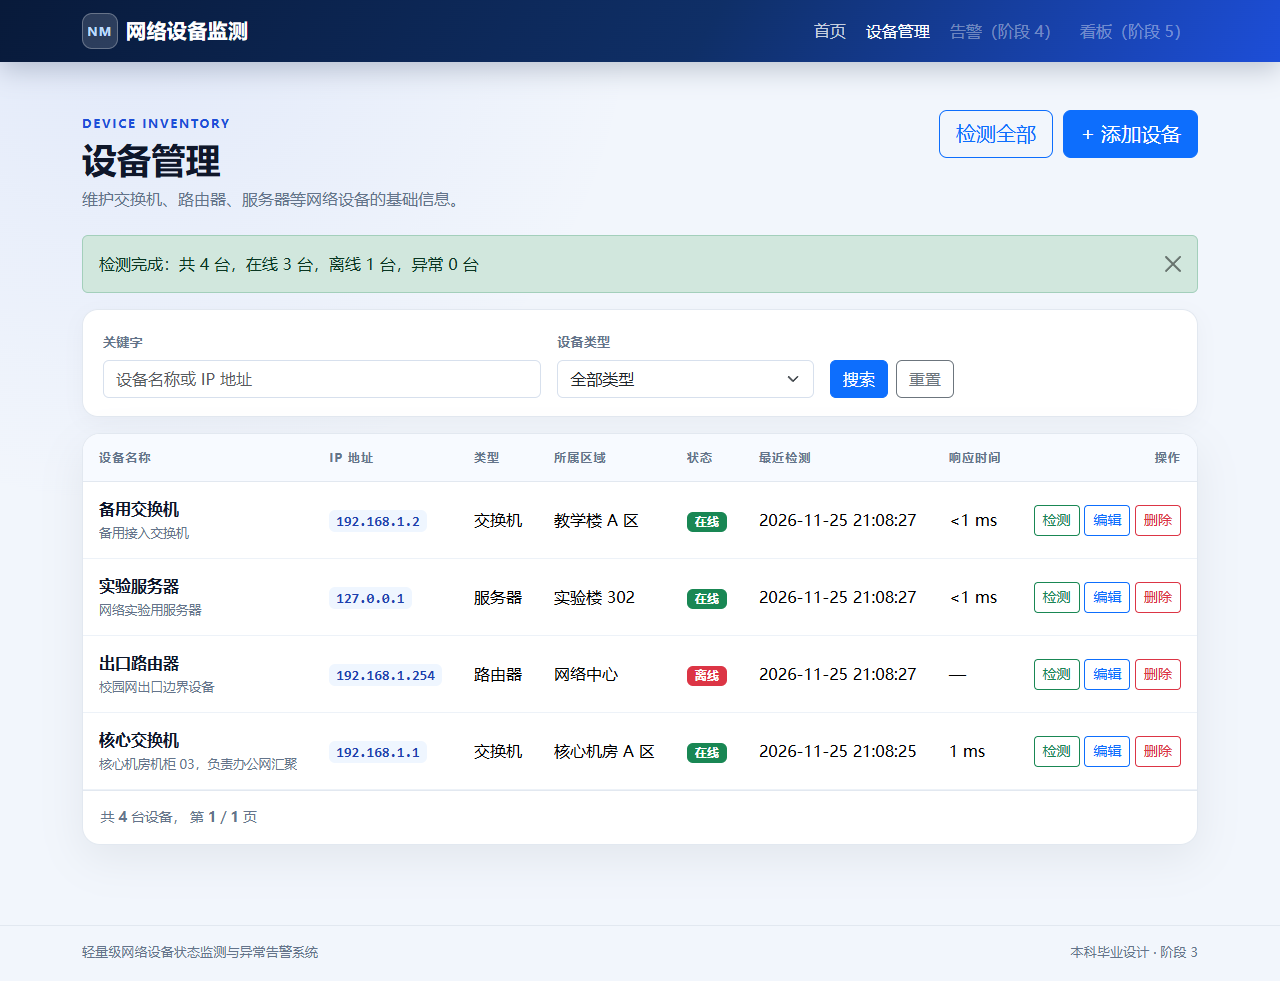 NM 网络设备监测 首页 设备管理 告警（阶段 4） 看板（阶段 5）
DEVICE INVENTORY
设备管理
维护交换机、路由器、服务器等网络设备的基础信息。
检测全部 + 添加设备
检测完成：共 4 台，在线 3 台，离线 1 台，异常 0 台
关键字 设备类型
设备名称或 IP 地址 全部类型 搜索 重置
设备名称 IP 地址 类型 所属区域 状态 最近检测 响应时间 操作
备用交换机 192.168.1.2 交换机 教学楼 A 区 在线 2026-11-25 21:08:27 <1 ms 检测 编辑 删除
备用接入交换机
实验服务器 127.0.0.1 服务器 实验楼 302 在线 2026-11-25 21:08:27 <1 ms 检测 编辑 删除
网络实验用服务器
出口路由器 192.168.1.254 路由器 网络中心 离线 2026-11-25 21:08:27 — 检测 编辑 删除
校园网出口边界设备
核心交换机 192.168.1.1 交换机 核心机房 A 区 在线 2026-11-25 21:08:25 1 ms 检测 编辑 删除
核心机房机柜 03，负责办公网汇聚
共 4 台设备， 第 1 / 1 页
轻量级网络设备状态监测与异常告警系统 本科毕业设计 · 阶段 3